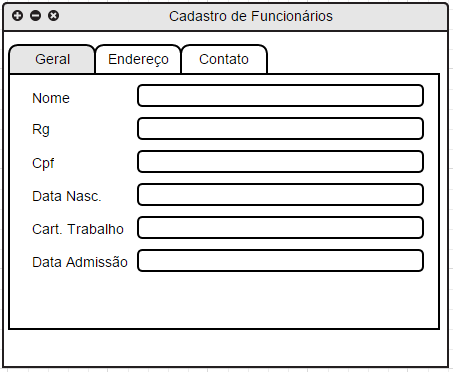 Cadastro de Funcionários
Geral Endereço Contato
Nome
Rg
Cpf
Data Nasc.
Cart. Trabalho
Data Admissão